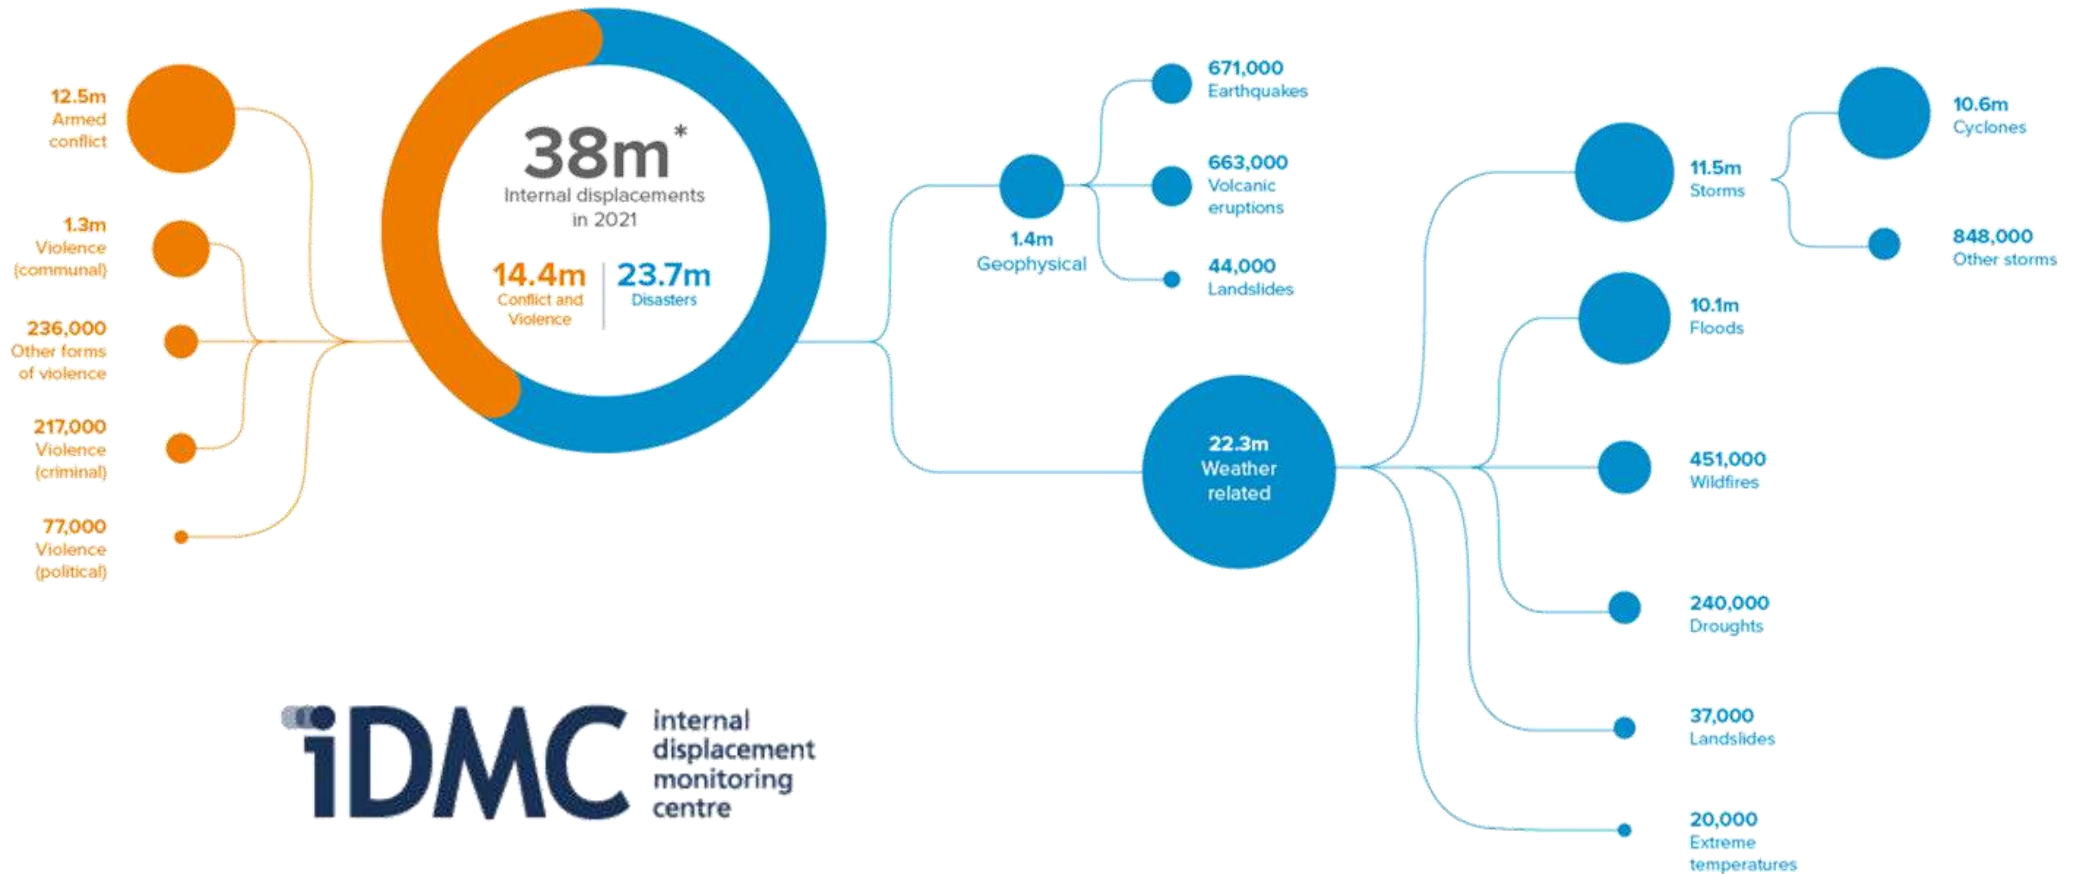 12.5m
Armed
conflict
1.3m
Violence
(communal)
236,000
Other forms
of violence
217,000
Violence
(criminal)
77,000
Violence
(political)
38m*
Internal displacements
in 2021
14.4m
Conflict and
Violence
23.7m
Disasters
1.4m
Geophysical
671,000
Earthquakes
663,000
Volcanic
eruptions
44,000
Landslides
22.3m
Weather
related
11.5m
Storms
10.6m
Cyclones
848,000
Other storms
10.1m
Floods
451,000
Wildfires
240,000
Droughts
37,000
Landslides
20,000
Extreme
temperatures
iDMC
internal
displacement
monitoring
centre